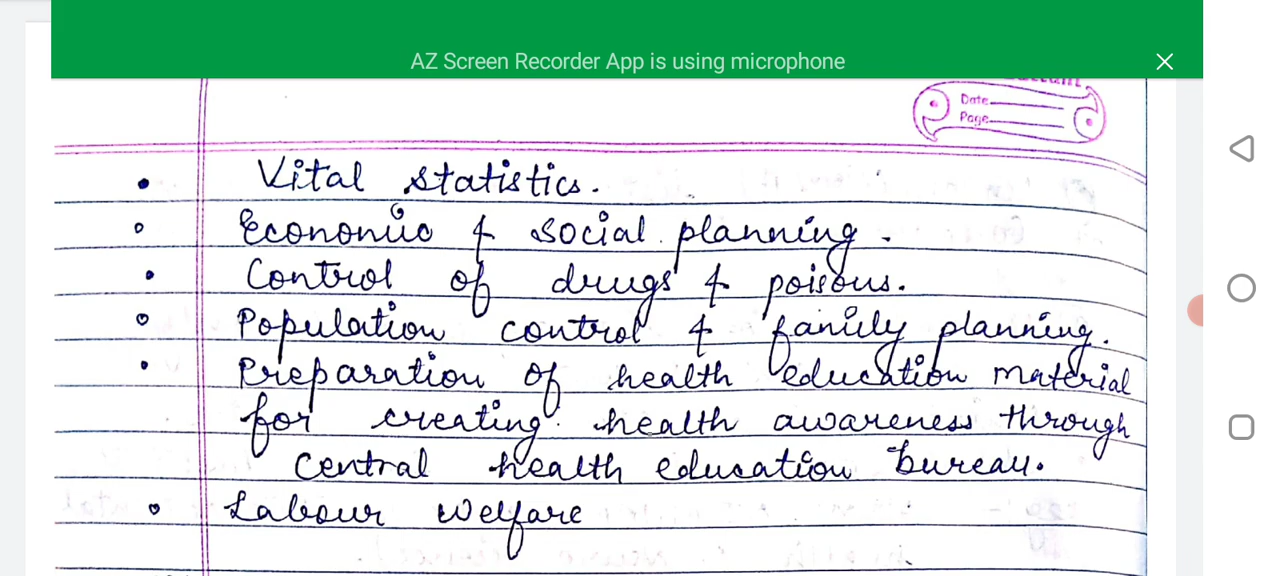 AZ Screen Recorder App is using microphone
Date
Page
• Vital statistics.
• Economic & social planning.
• Control of drugs & poisons.
• Population control & family planning.
• Preparation of health education material
for creating health awareness through
central health education bureau.
• Labour welfare